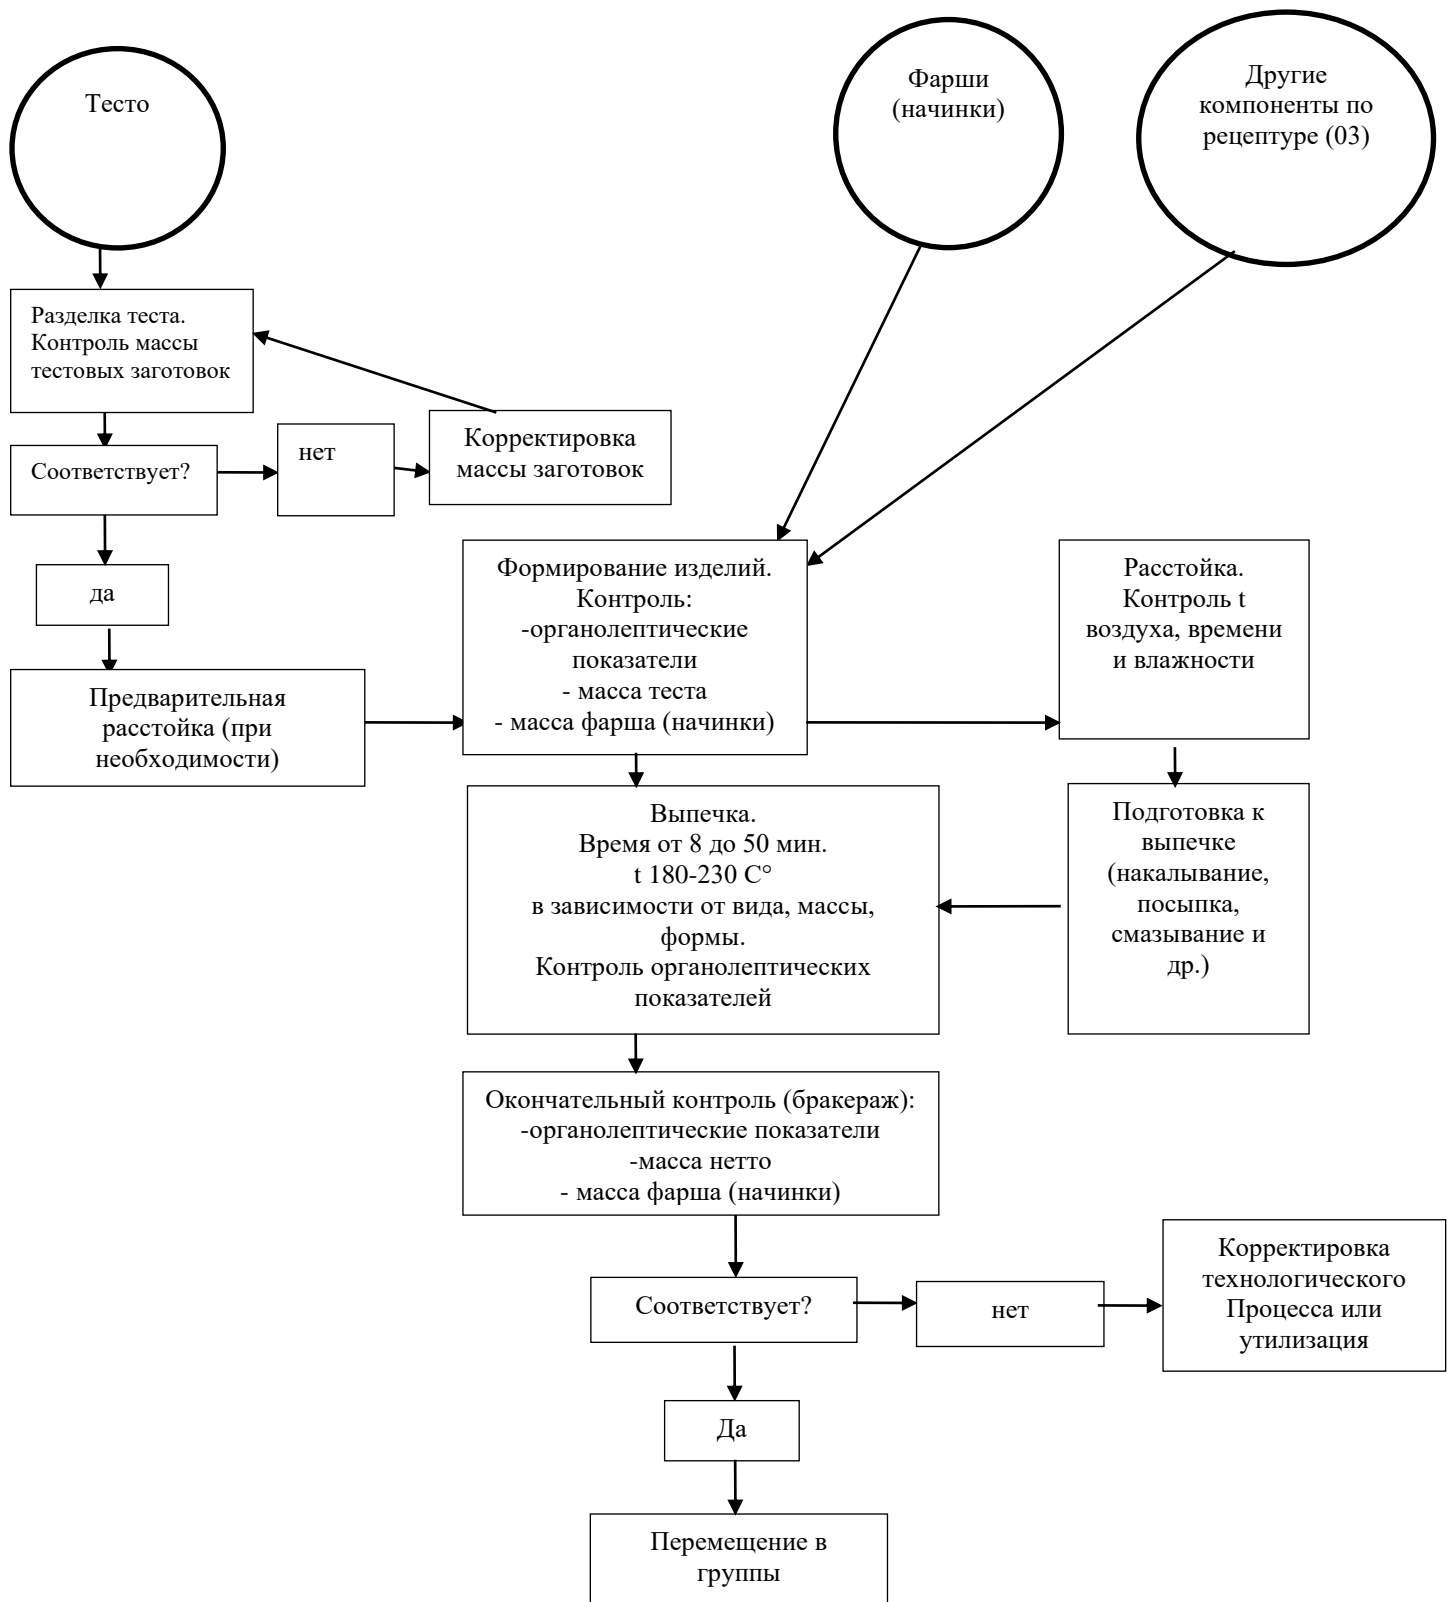 Тесто
Фарши
(начинки)
Другие
компоненты по
рецептуре (03)
Разделка теста.
Контроль массы
тестовых заготовок
Соответствует?
нет
Корректировка
массы заготовок
да
Предварительная
расстойка (при
необходимости)
Формирование изделий.
Контроль:
-органолептические
показатели
- масса теста
- масса фарша (начинки)
Расстойка.
Контроль t
воздуха, времени
и влажности
Выпечка.
Время от 8 до 50 мин.
t 180-230 С°
в зависимости от вида, массы,
формы.
Контроль органолептических
показателей
Подготовка к
выпечке
(накалывание,
посыпка,
смазывание и
др.)
Окончательный контроль (бракераж):
-органолептические показатели
-масса нетто
- масса фарша (начинки)
Соответствует?
нет
Корректировка
технологического
Процесса или
утилизация
Да
Перемещение в
группы